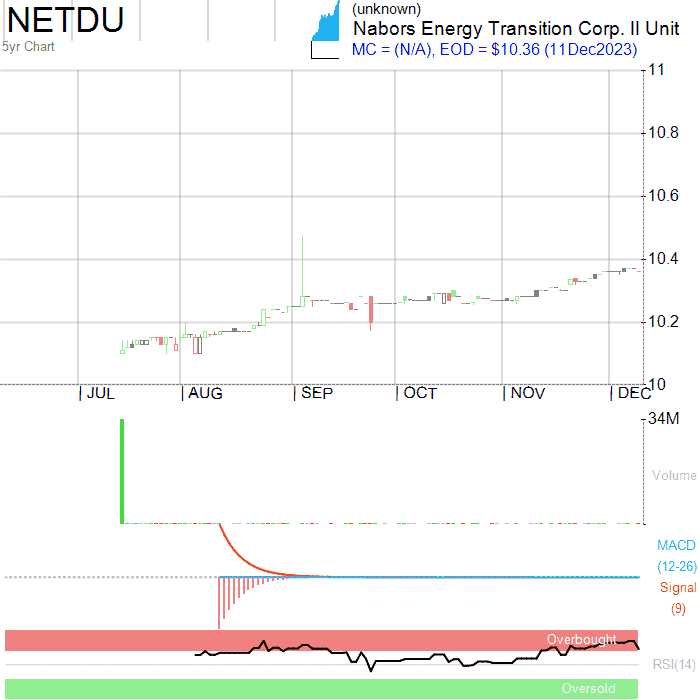 NETDU
(unknown)
Nabors Energy Transition Corp. II Unit
5yr Chart
MC = (N/A), EOD = $10.36 (11Dec2023)
11
10.8
10.6
10.4
10.2
10
JUL AUG SEP OCT NOV DEC
34M
Volume
MACD
(12-26)
Signal
(9)
Overbought
RSI(14)
Oversold